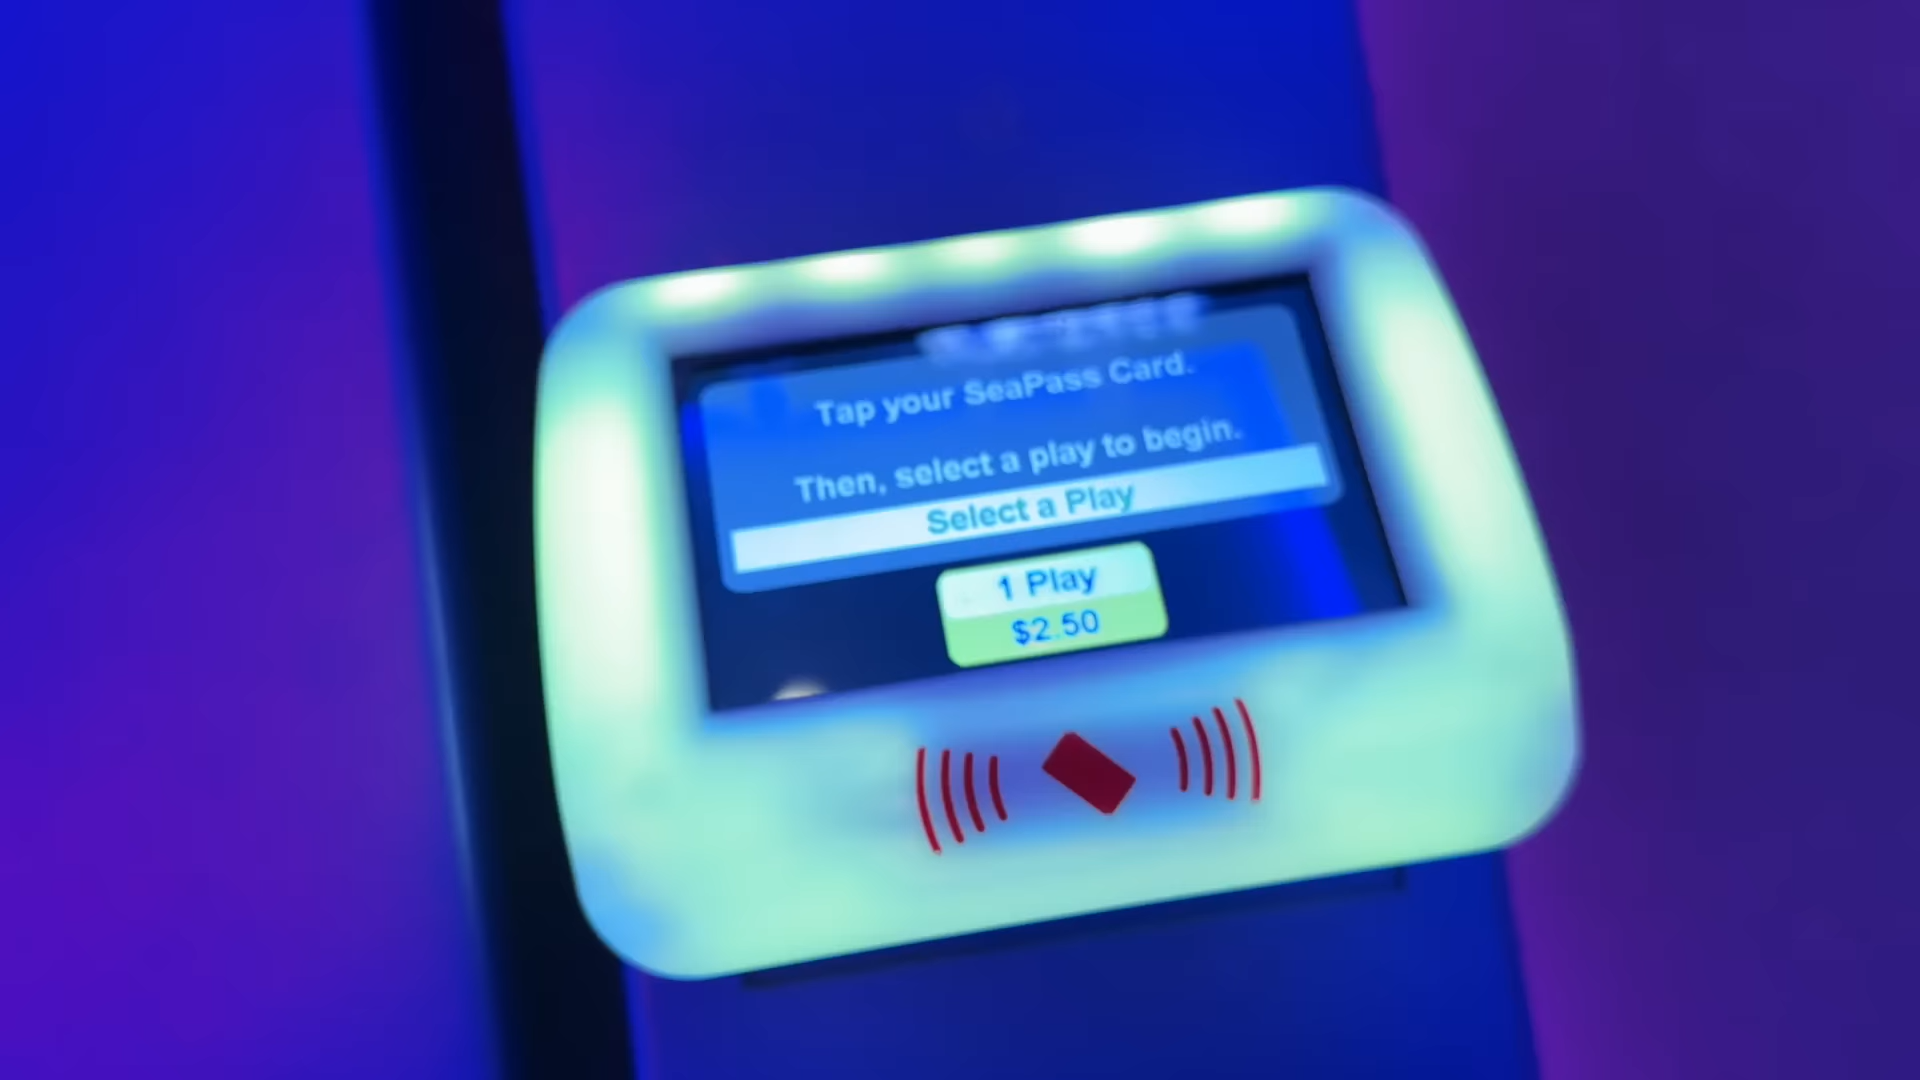 Tap your SeaPass Card.
Then, select a play to begin.
Select a Play
1 Play
$2.50